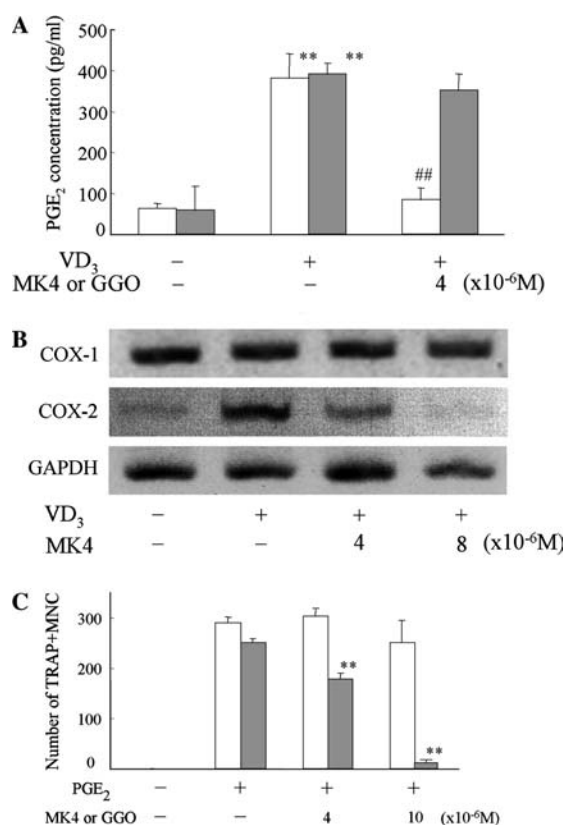 A
PGE₂ concentration (pg/ml)
500
400
300
200
100
0
** **
##
VD₃ – + +
MK4 or GGO – – 4 (x10⁻⁶M)
B
COX-1
COX-2
GAPDH
VD₃ – + + +
MK4 – – 4 8 (x10⁻⁶M)
C
Number of TRAP+MNC
300
200
100
0
**
**
PGE₂ – + + +
MK4 or GGO – – 4 10 (x10⁻⁶M)